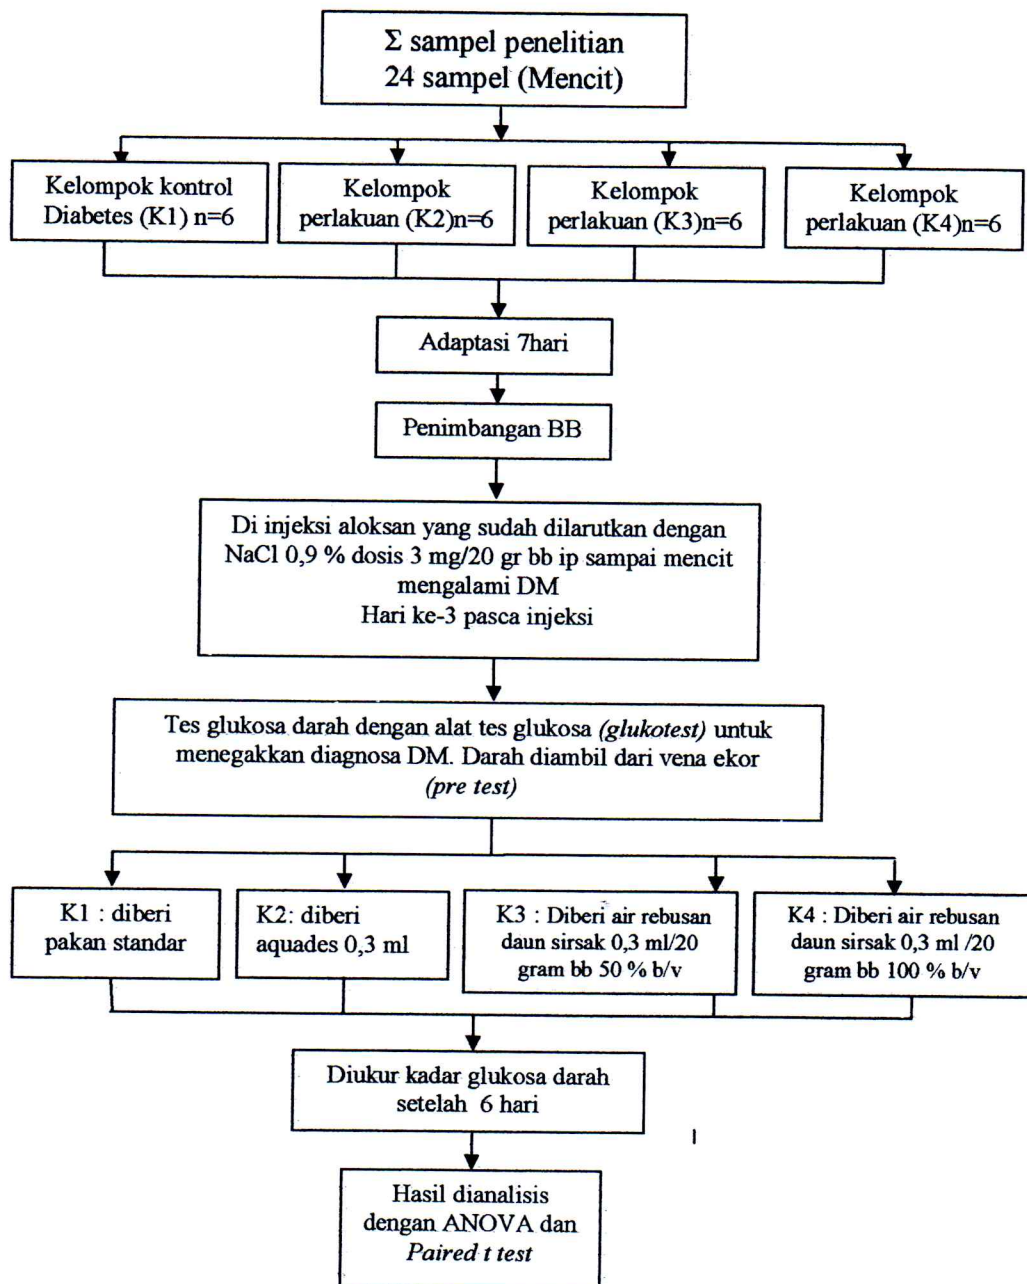 Σ sampel penelitian
24 sampel (Mencit)
Kelompok kontrol
Diabetes (K1) n=6
Kelompok
perlakuan (K2)n=6
Kelompok
perlakuan (K3)n=6
Kelompok
perlakuan (K4)n=6
Adaptasi 7hari
Penimbangan BB
Di injeksi aloksan yang sudah dilarutkan dengan
NaCl 0,9 % dosis 3 mg/20 gr bb ip sampai mencit
mengalami DM
Hari ke-3 pasca injeksi
Tes glukosa darah dengan alat tes glukosa (glukotest) untuk
menegakkan diagnosa DM. Darah diambil dari vena ekor
(pre test)
K1 : diberi
pakan standar
K2: diberi
aquades 0,3 ml
K3 : Diberi air rebusan
daun sirsak 0,3 ml/20
gram bb 50 % b/v
K4 : Diberi air rebusan
daun sirsak 0,3 ml /20
gram bb 100 % b/v
Diukur kadar glukosa darah
setelah 6 hari
Hasil dianalisis
dengan ANOVA dan
Paired t test